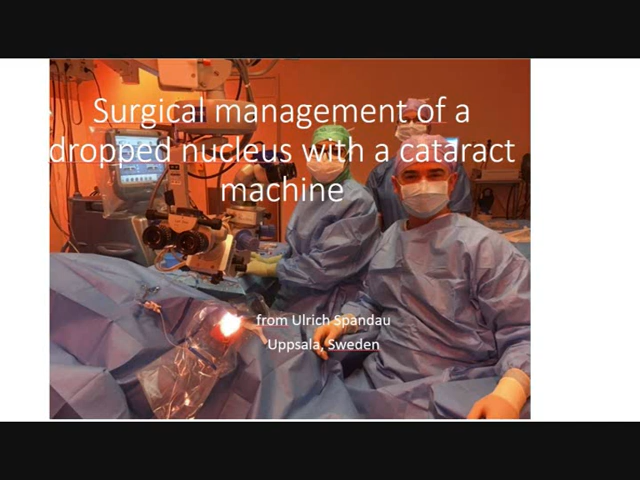 Surgical management of a
dropped nucleus with a cataract
machine
from Ulrich Spandau
Uppsala, Sweden